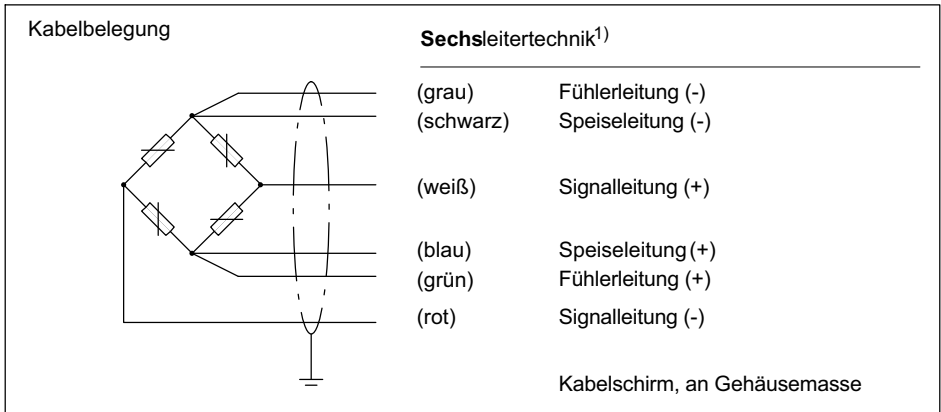 Kabelbelegung
Sechsleitertechnik1)
(grau) Fühlerleitung (-)
(schwarz) Speiseleitung (-)
(weiß) Signalleitung (+)
(blau) Speiseleitung (+)
(grün) Fühlerleitung (+)
(rot) Signalleitung (-)
Kabelschirm, an Gehäusemasse